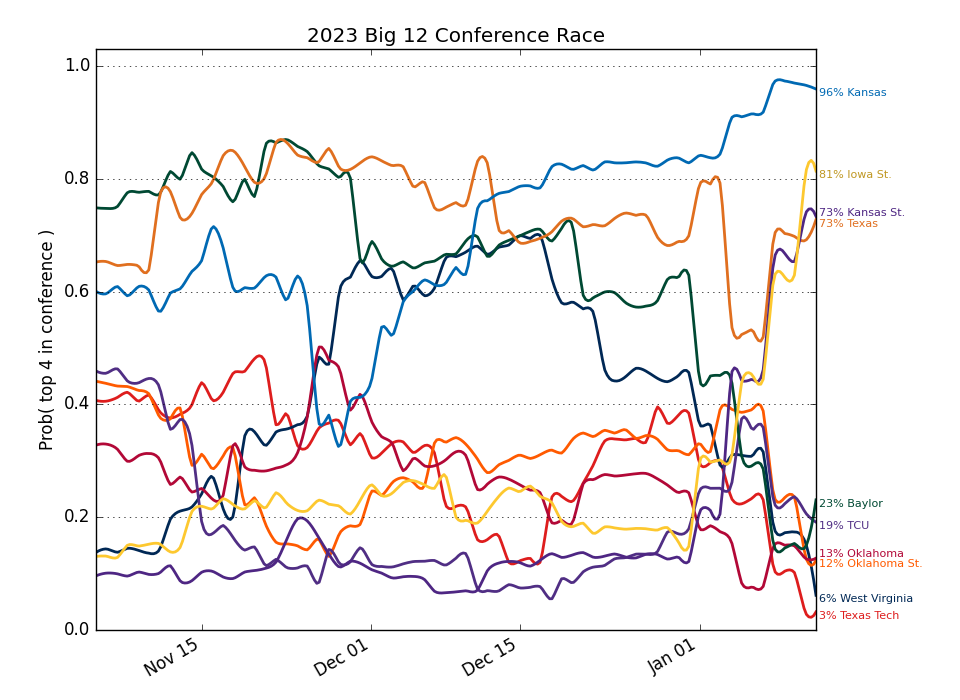 2023 Big 12 Conference Race
Prob( top 4 in conference )
1.0
0.8
0.6
0.4
0.2
0.0
Nov 15
Dec 01
Dec 15
Jan 01
96% Kansas
81% Iowa St.
73% Kansas St.
73% Texas
23% Baylor
19% TCU
13% Oklahoma
12% Oklahoma St.
6% West Virginia
3% Texas Tech